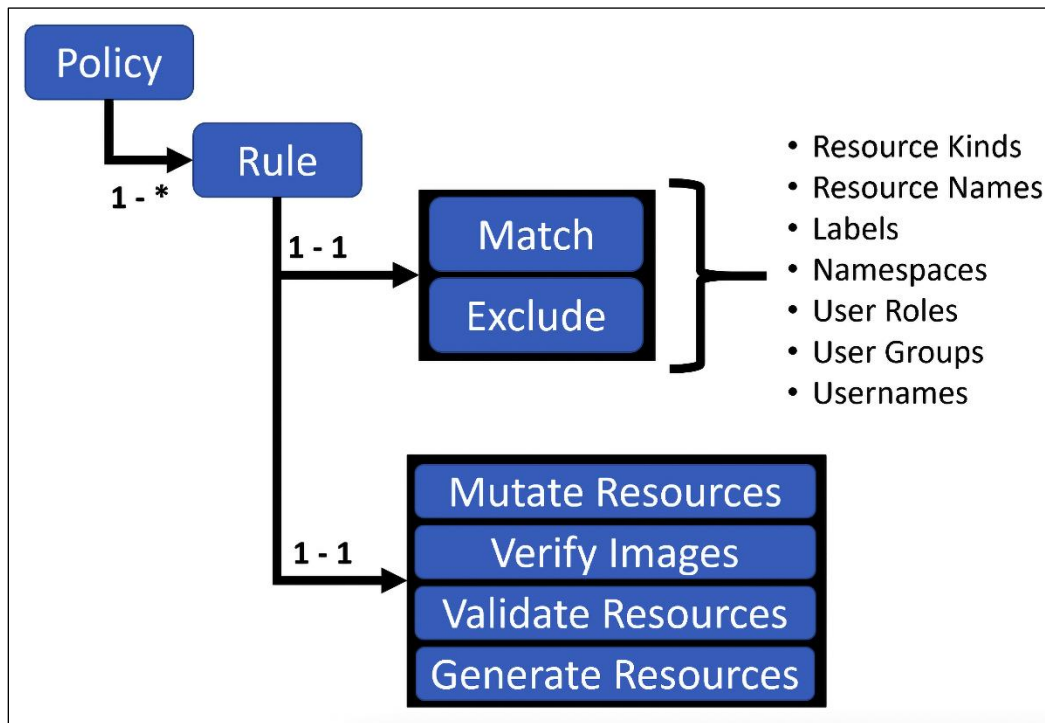 Policy
Rule
1 - *
1 - 1
Match
Exclude
• Resource Kinds
• Resource Names
• Labels
• Namespaces
• User Roles
• User Groups
• Usernames
1 - 1
Mutate Resources
Verify Images
Validate Resources
Generate Resources